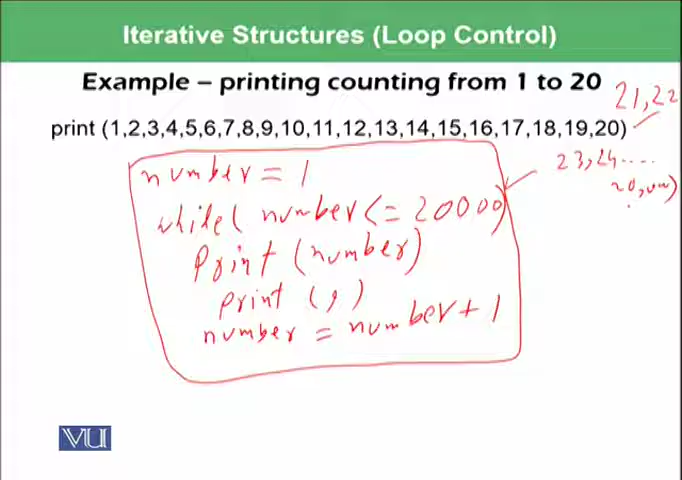 Iterative Structures (Loop Control)
Example – printing counting from 1 to 20
21,22
print (1,2,3,4,5,6,7,8,9,10,11,12,13,14,15,16,17,18,19,20)
23,24....
number = 1
while( number <= 20000)
Print (number)
print (,)
number = number + 1
VU